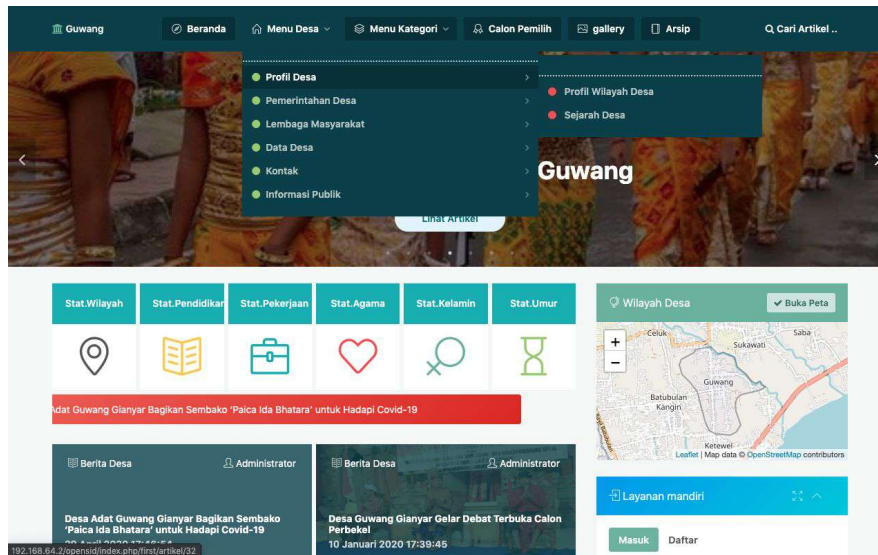 Guwang
Beranda
Menu Desa
Menu Kategori
Calon Pemilih
gallery
Arsip
Cari Artikel ..
Profil Desa
Pemerintahan Desa
Lembaga Masyarakat
Data Desa
Kontak
Informasi Publik
Profil Wilayah Desa
Sejarah Desa
Guwang
Lihat Artikel
Stat.Wilayah
Stat.Pendidikan
Stat.Pekerjaan
Stat.Agama
Stat.Kelamin
Stat.Umur
Adat Guwang Gianyar Bagikan Sembako 'Paica Ida Bhatara' untuk Hadapi Covid-19
Wilayah Desa
Buka Peta
+
−
Celuk
Sukawati
Saba
Guwang
Batubulan
Kangin
Ketewel
Leaflet | Map data © OpenStreetMap contributors
Berita Desa
Administrator
Desa Adat Guwang Gianyar Bagikan Sembako
'Paica Ida Bhatara' untuk Hadapi Covid-19
Berita Desa
Administrator
Desa Guwang Gianyar Gelar Debat Terbuka Calon
Perbekel
10 Januari 2020 17:39:45
Layanan mandiri
Masuk
Daftar
192.168.64.2/opensid/index.php/first/artikel/32